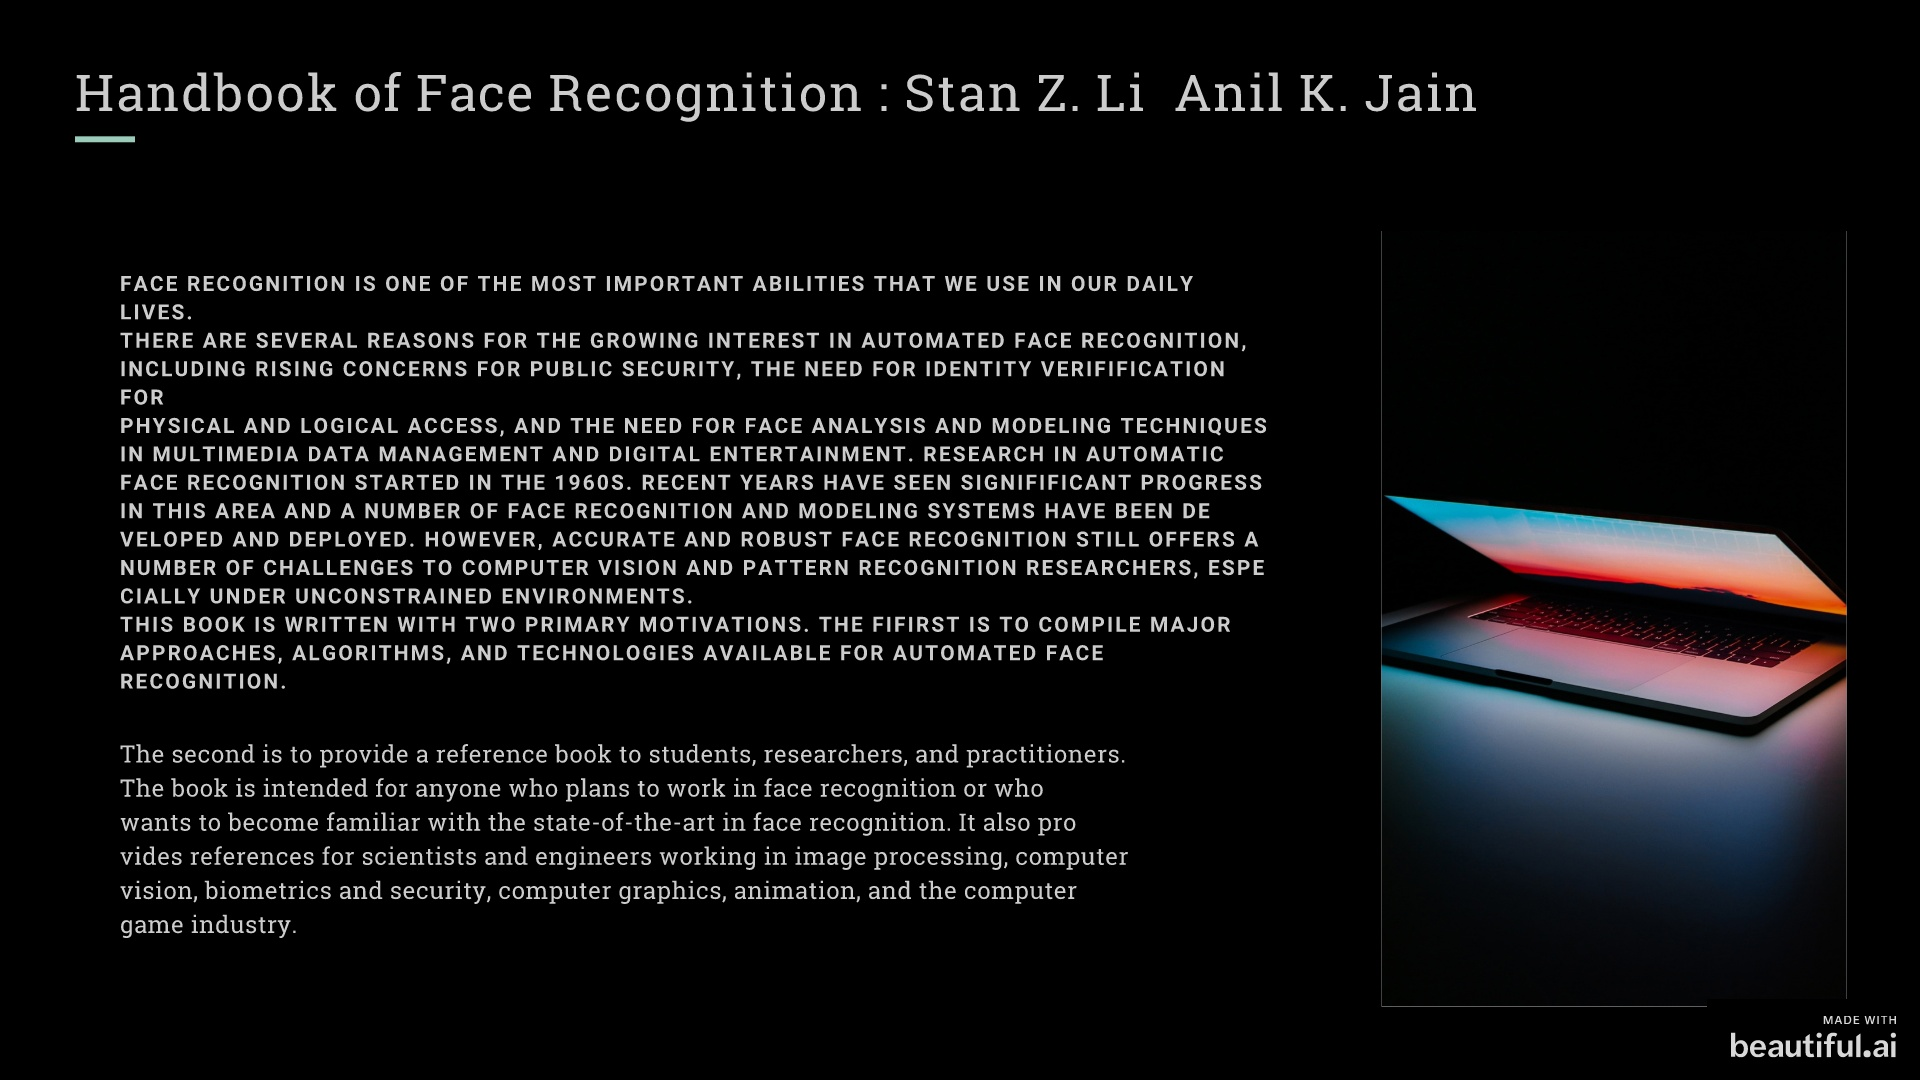 Handbook of Face Recognition : Stan Z. Li  Anil K. Jain
FACE RECOGNITION IS ONE OF THE MOST IMPORTANT ABILITIES THAT WE USE IN OUR DAILY
LIVES.
THERE ARE SEVERAL REASONS FOR THE GROWING INTEREST IN AUTOMATED FACE RECOGNITION,
INCLUDING RISING CONCERNS FOR PUBLIC SECURITY, THE NEED FOR IDENTITY VERIFIFICATION
FOR
PHYSICAL AND LOGICAL ACCESS, AND THE NEED FOR FACE ANALYSIS AND MODELING TECHNIQUES
IN MULTIMEDIA DATA MANAGEMENT AND DIGITAL ENTERTAINMENT. RESEARCH IN AUTOMATIC
FACE RECOGNITION STARTED IN THE 1960S. RECENT YEARS HAVE SEEN SIGNIFIFICANT PROGRESS
IN THIS AREA AND A NUMBER OF FACE RECOGNITION AND MODELING SYSTEMS HAVE BEEN DE
VELOPED AND DEPLOYED. HOWEVER, ACCURATE AND ROBUST FACE RECOGNITION STILL OFFERS A
NUMBER OF CHALLENGES TO COMPUTER VISION AND PATTERN RECOGNITION RESEARCHERS, ESPE
CIALLY UNDER UNCONSTRAINED ENVIRONMENTS.
THIS BOOK IS WRITTEN WITH TWO PRIMARY MOTIVATIONS. THE FIFIRST IS TO COMPILE MAJOR
APPROACHES, ALGORITHMS, AND TECHNOLOGIES AVAILABLE FOR AUTOMATED FACE
RECOGNITION.
The second is to provide a reference book to students, researchers, and practitioners.
The book is intended for anyone who plans to work in face recognition or who
wants to become familiar with the state-of-the-art in face recognition. It also pro
vides references for scientists and engineers working in image processing, computer
vision, biometrics and security, computer graphics, animation, and the computer
game industry.
MADE WITH
beautiful.ai